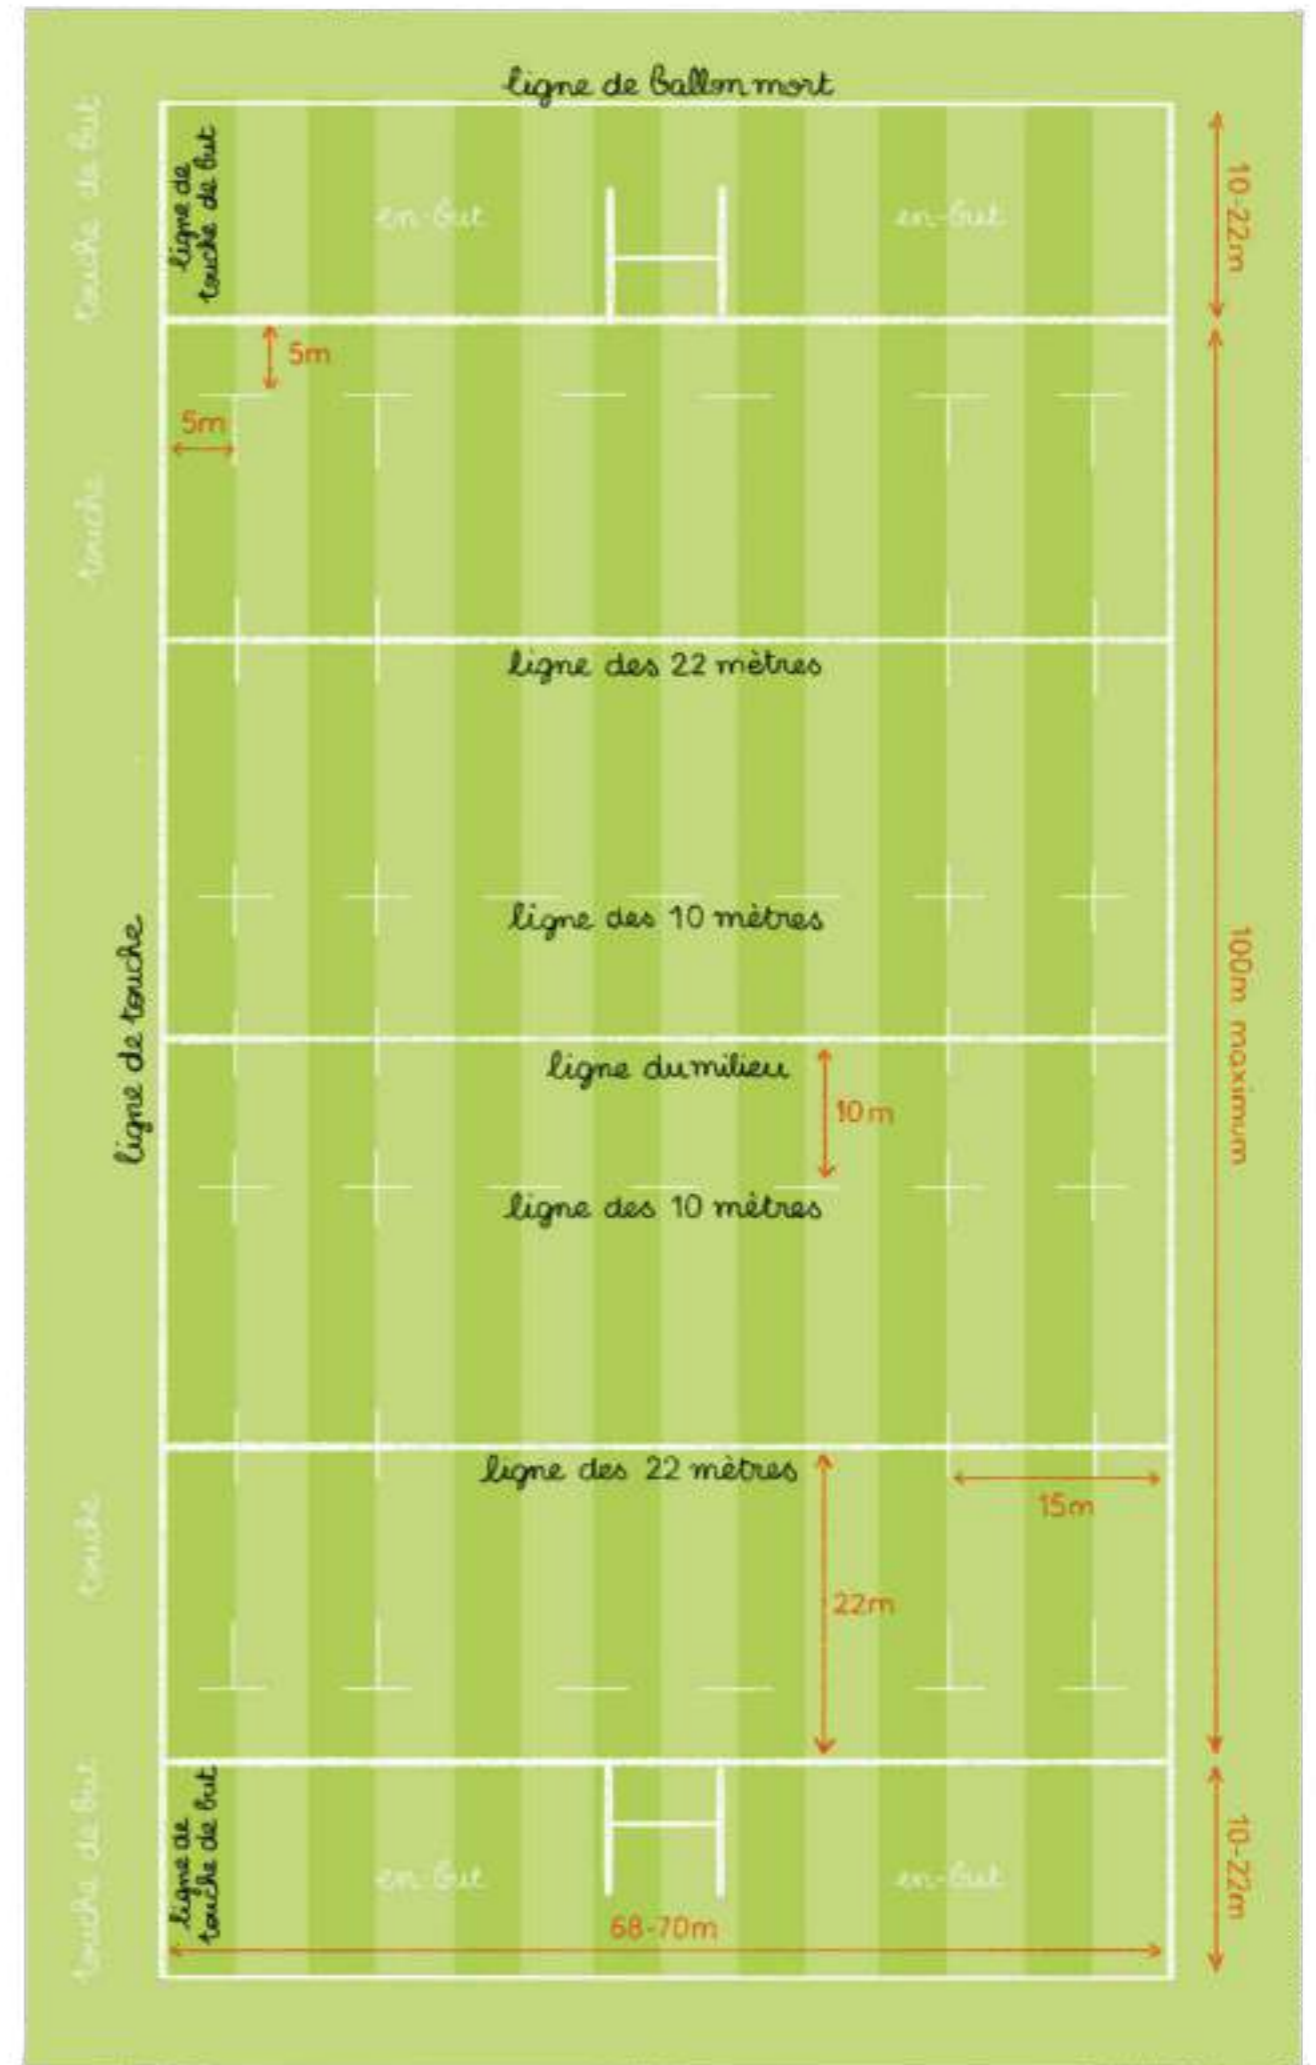 ligne de ballon mort
touche de but
ligne de
touche de but
en-but
en-but
10-22m
5m
5m
touche
ligne des 22 mètres
ligne des 10 mètres
ligne de touche
100m maximum
ligne du milieu
10m
ligne des 10 mètres
ligne des 22 mètres
15m
touche
22m
touche de but
ligne de
touche de but
en-but
en-but
10-22m
68-70m